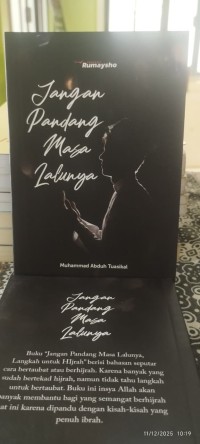 Rumaysho
Jangan
Pandang
Masa
Lalunya
Muhammad Abduh Tuasikal
Jangan
Pandang
Masa
Lalunya
Buku "Jangan Pandang Masa Lalunya,
Langkah untuk HIjrah" berisi bahasan seputar
cara bertaubat atau berhijrah. Karena banyak yang
sudah bertekad hijrah, namun tidak tahu langkah
untuk bertaubat. Buku ini insya Allah akan
banyak membantu bagi yang semangat berhijrah
at ini karena dipandu dengan kisah-kisah yang
penuh ibrah.
11/12/2025 10:19